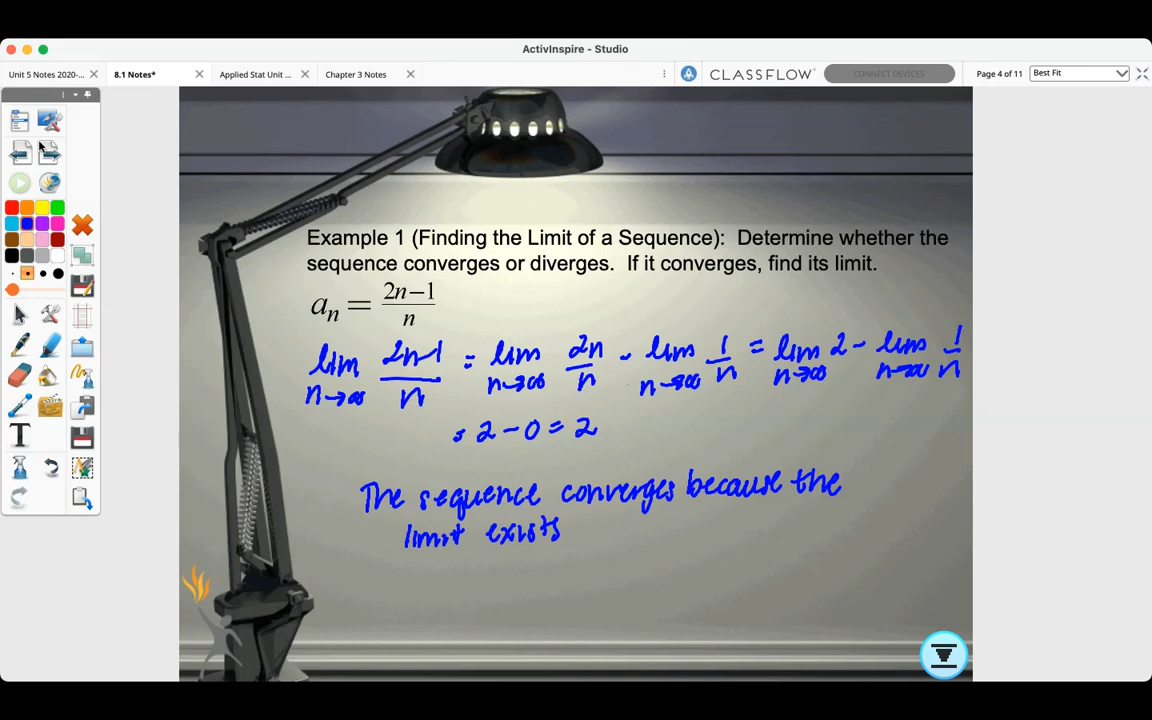 ActivInspire - Studio
Unit 5 Notes 2020-...
8.1 Notes*
Applied Stat Unit ...
Chapter 3 Notes
CLASSFLOW
CONNECT DEVICES
Page 4 of 11
Best Fit
Example 1 (Finding the Limit of a Sequence): Determine whether the
sequence converges or diverges. If it converges, find its limit.
aₙ = (2n−1)/n
lim n→∞ (2n-1)/n = lim n→∞ 2n/n - lim n→∞ 1/n = lim n→∞ 2 - lim n→∞ 1/n
= 2 - 0 = 2
The sequence converges because the
limit exists
T